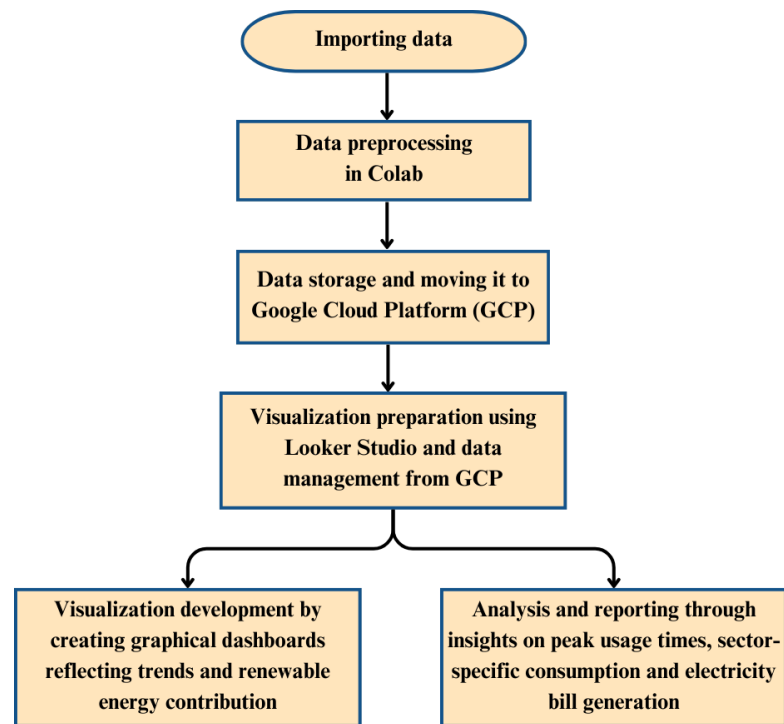 Importing data
Data preprocessing
in Colab
Data storage and moving it to
Google Cloud Platform (GCP)
Visualization preparation using
Looker Studio and data
management from GCP
Visualization development by
creating graphical dashboards
reflecting trends and renewable
energy contribution
Analysis and reporting through
insights on peak usage times, sector-
specific consumption and electricity
bill generation